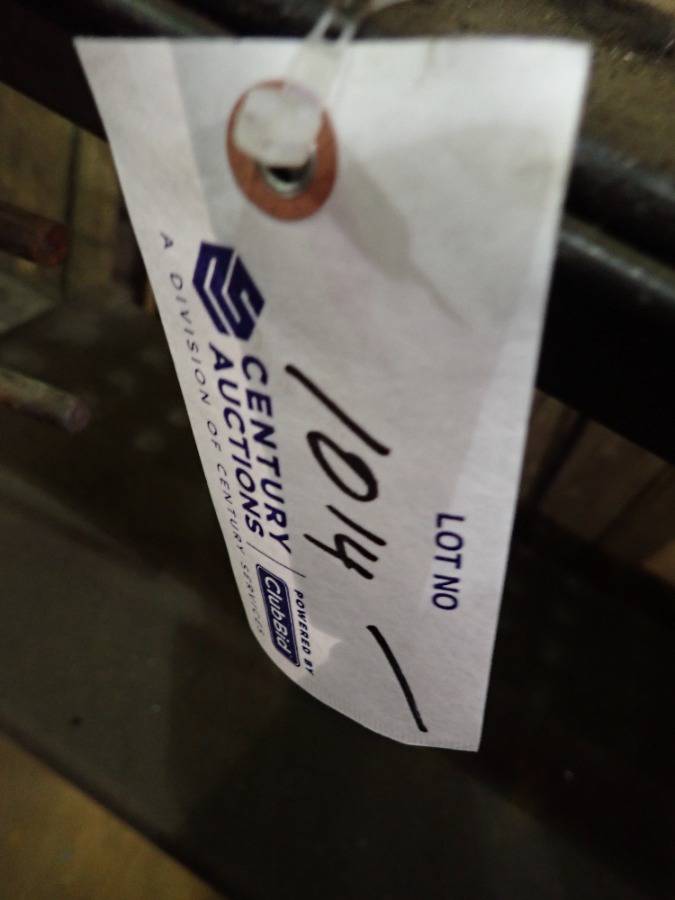 LOT NO
1014 /
CENTURY
AUCTIONS
POWERED BY
ClubBid
A DIVISION OF CENTURY SERVICES